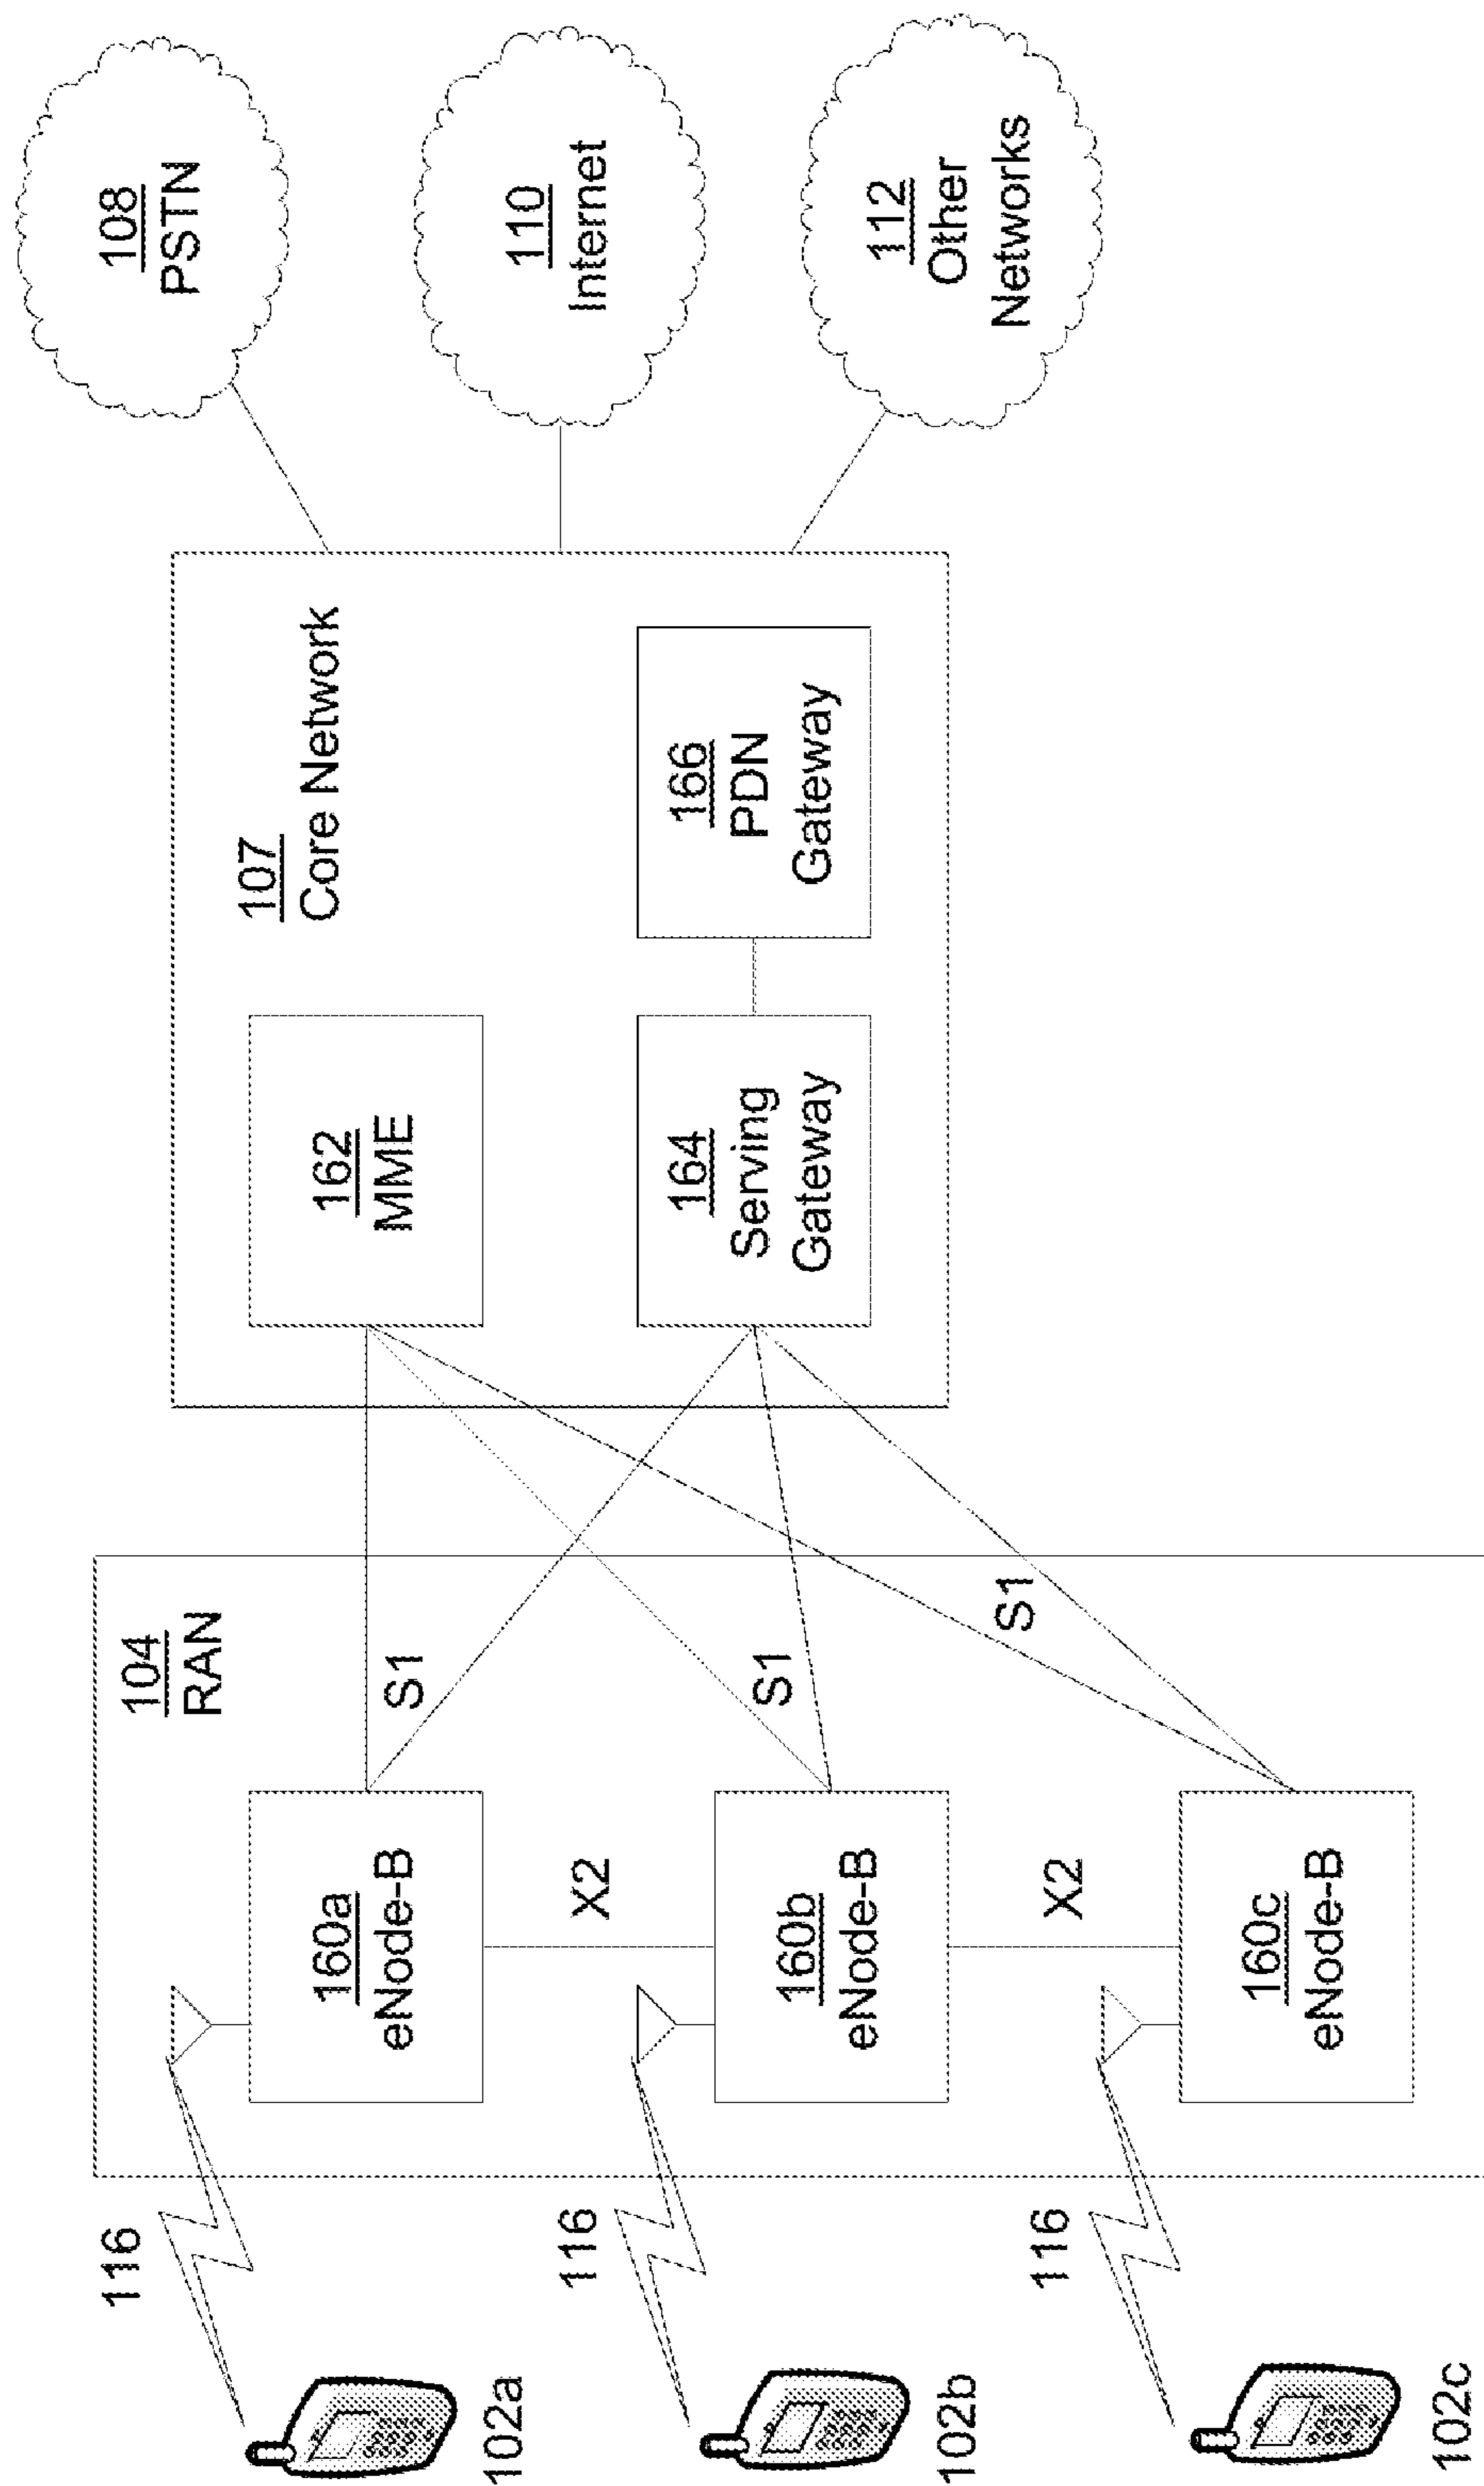 116
102a
104
RAN
160a
eNode-B
S1
X2
116
102b
160b
eNode-B
S1
X2
116
102c
160c
eNode-B
S1
107
Core Network
162
MME
164
Serving
Gateway
166
PDN
Gateway
108
PSTN
110
Internet
112
Other
Networks